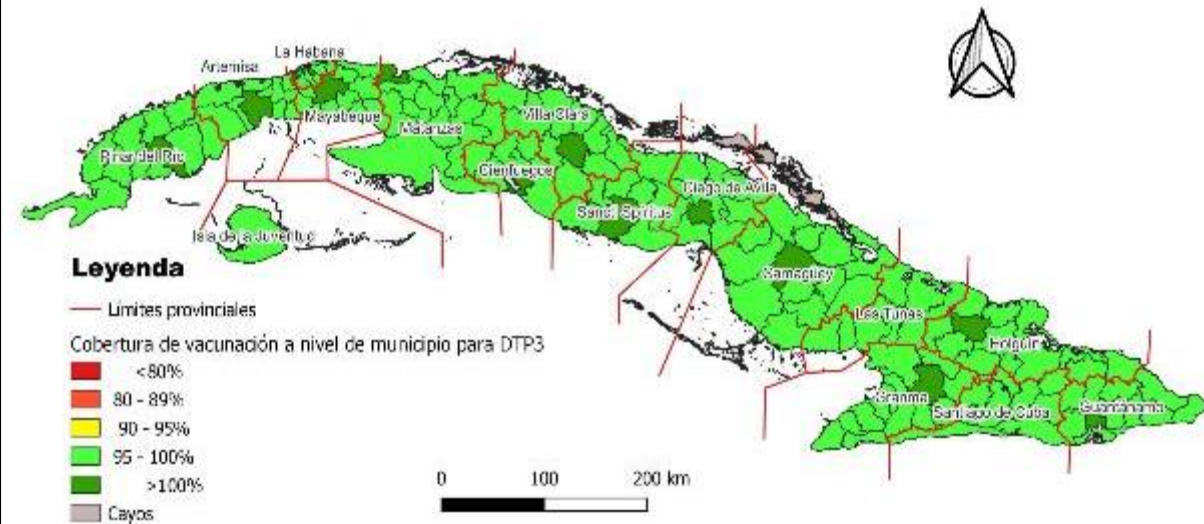 La Habana
Artemisa
Mayabeque
Matanzas
Villa Clara
Pinar del Río
Cienfuegos
Ciego de Ávila
Sancti Spíritus
Isla de la Juventud
Camagüey
Las Tunas
Holguín
Granma
Santiago de Cuba
Guantánamo
Leyenda
Límites provinciales
Cobertura de vacunación a nivel de municipio para DTP3
<80%
80 - 89%
90 - 95%
95 - 100%
>100%
Cayos
0 100 200 km